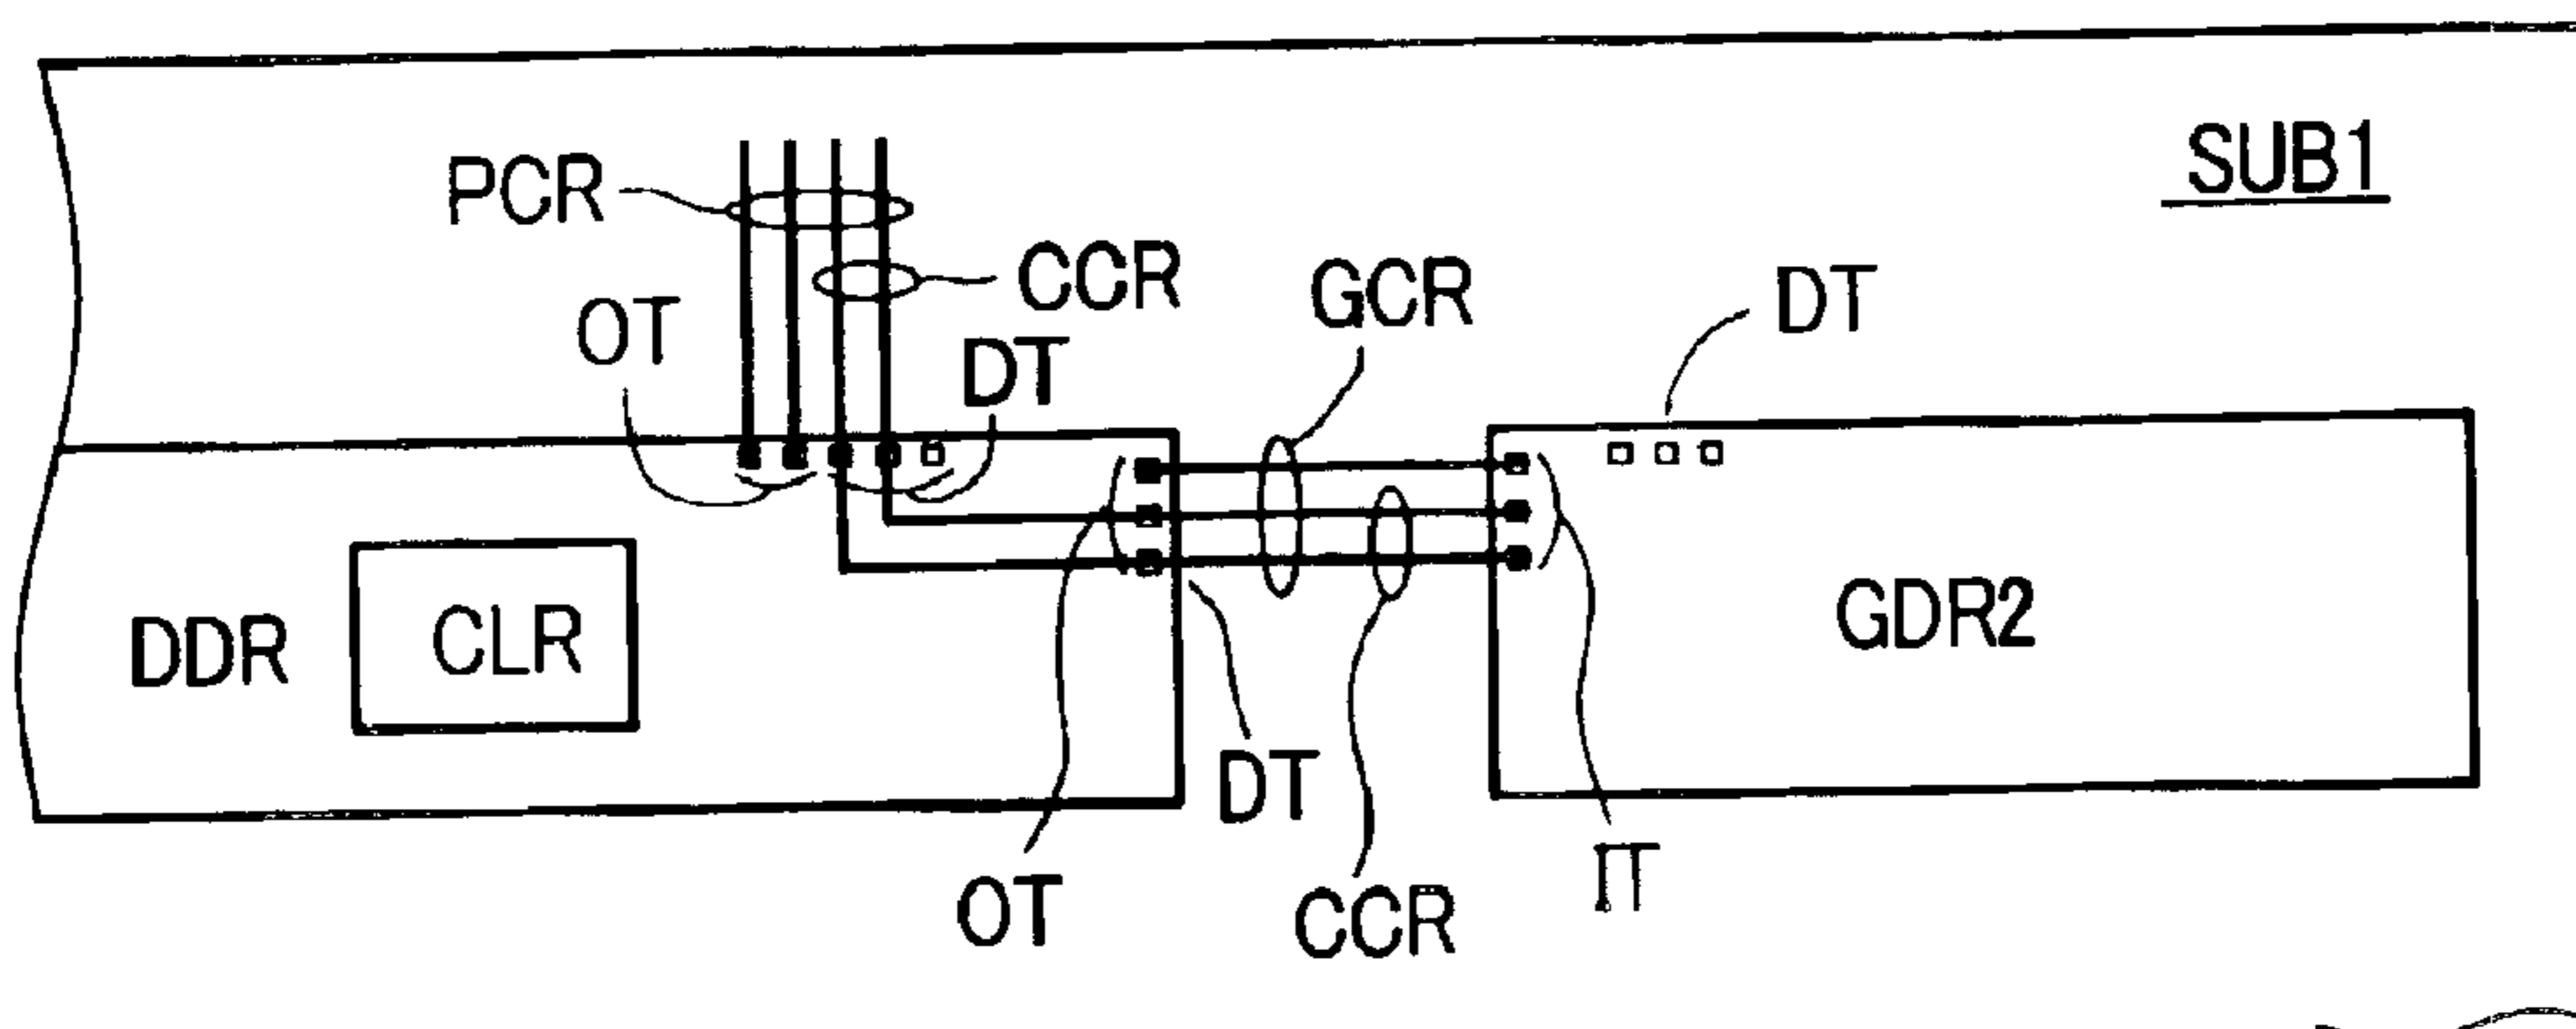 SUB1
PCR
CCR
GCR
DT
OT
DT
GDR2
CLR
DDR
DT
IT
OT
CCR